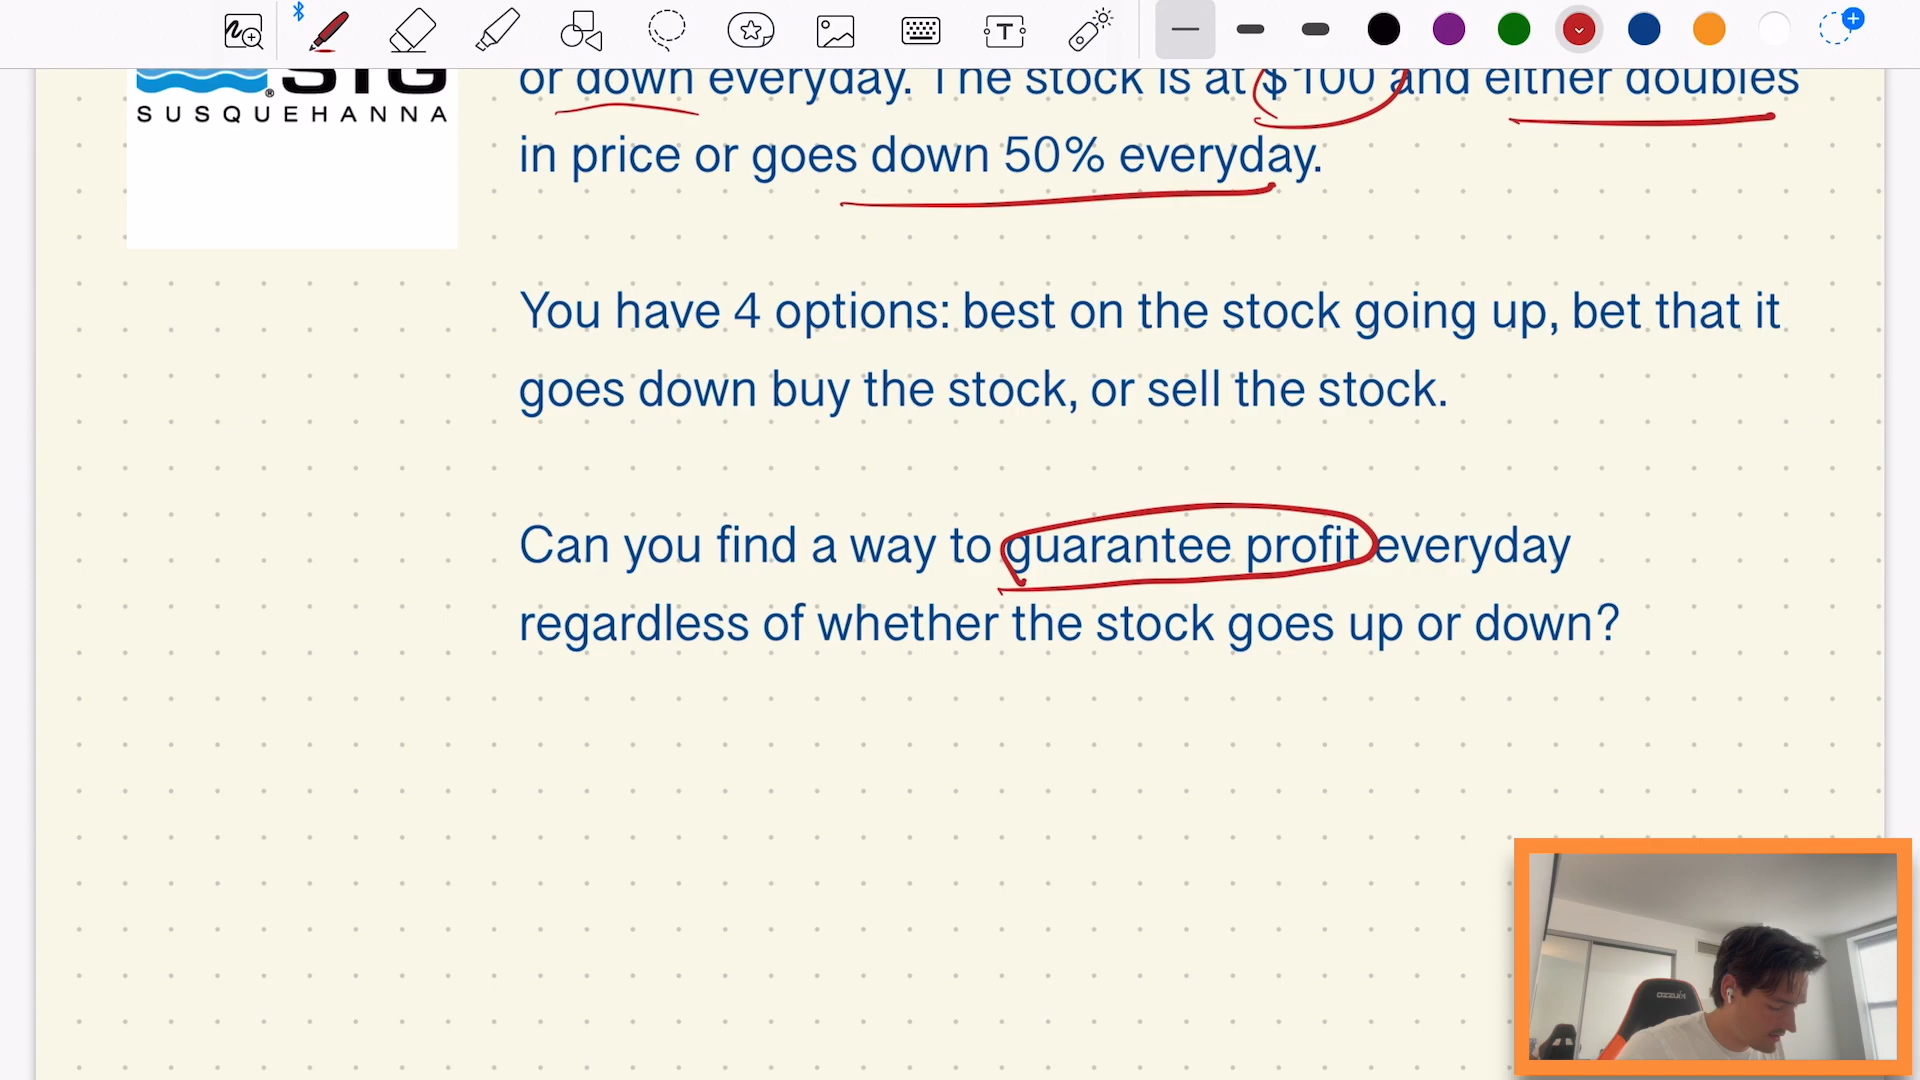 SIG
SUSQUEHANNA
or down everyday. The stock is at $100 and either doubles
in price or goes down 50% everyday.
You have 4 options: best on the stock going up, bet that it
goes down buy the stock, or sell the stock.
Can you find a way to guarantee profit everyday
regardless of whether the stock goes up or down?